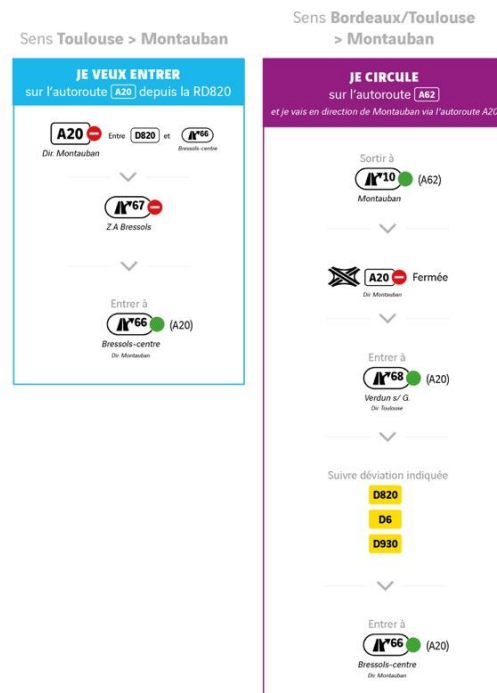 Sens Toulouse > Montauban
JE VEUX ENTRER
sur l'autoroute A20 depuis la RD820
A20 Entre D820 et 66
Dir. Montauban
Bressols-centre
67
Z.A Bressols
Entrer à
66 (A20)
Bressols-centre
Dir. Montauban
Sens Bordeaux/Toulouse
> Montauban
JE CIRCULE
sur l'autoroute A62
et je vais en direction de Montauban via l'autoroute A20
Sortir à
10 (A62)
Montauban
A20 Fermée
Dir. Montauban
Entrer à
68 (A20)
Verdun s/ G.
Dir. Toulouse
Suivre déviation indiquée
D820
D6
D930
Entrer à
66 (A20)
Bressols-centre
Dir. Montauban